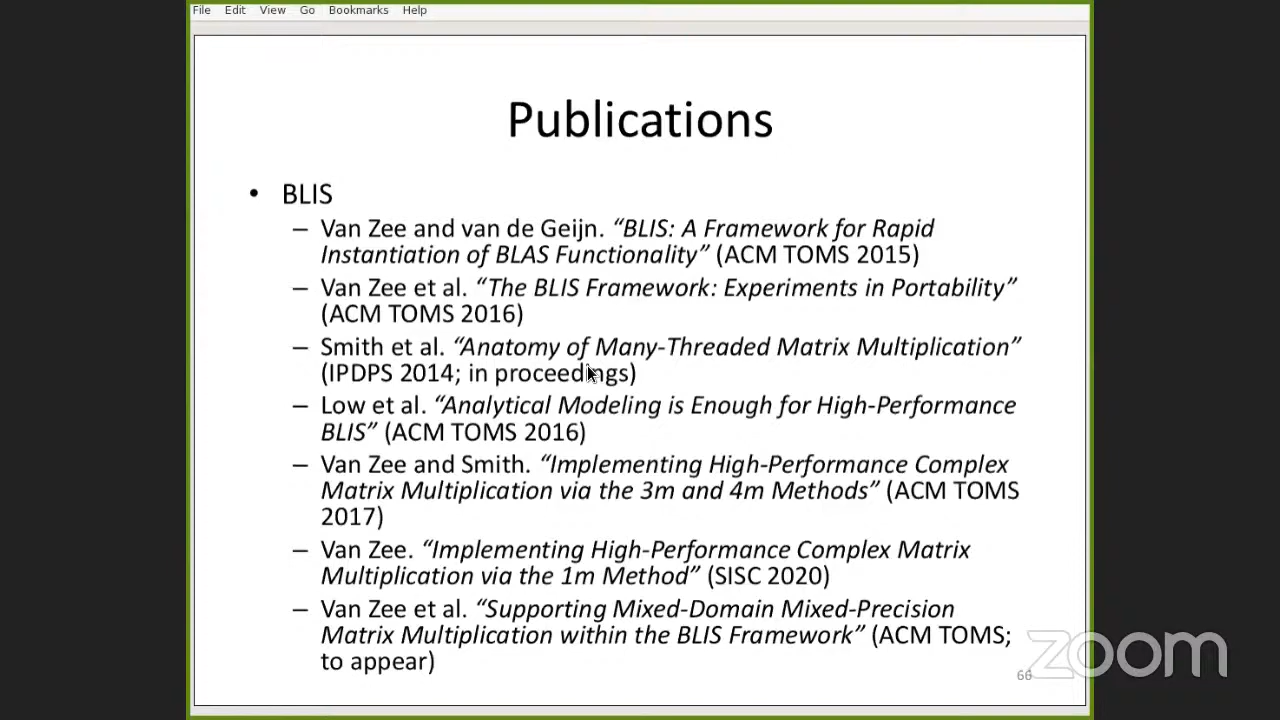 File Edit View Go Bookmarks Help
Publications
• BLIS
– Van Zee and van de Geijn. “BLIS: A Framework for Rapid
Instantiation of BLAS Functionality” (ACM TOMS 2015)
– Van Zee et al. “The BLIS Framework: Experiments in Portability”
(ACM TOMS 2016)
– Smith et al. “Anatomy of Many-Threaded Matrix Multiplication”
(IPDPS 2014; in proceedings)
– Low et al. “Analytical Modeling is Enough for High-Performance
BLIS” (ACM TOMS 2016)
– Van Zee and Smith. “Implementing High-Performance Complex
Matrix Multiplication via the 3m and 4m Methods” (ACM TOMS
2017)
– Van Zee. “Implementing High-Performance Complex Matrix
Multiplication via the 1m Method” (SISC 2020)
– Van Zee et al. “Supporting Mixed-Domain Mixed-Precision
Matrix Multiplication within the BLIS Framework” (ACM TOMS;
to appear)
66
zoom